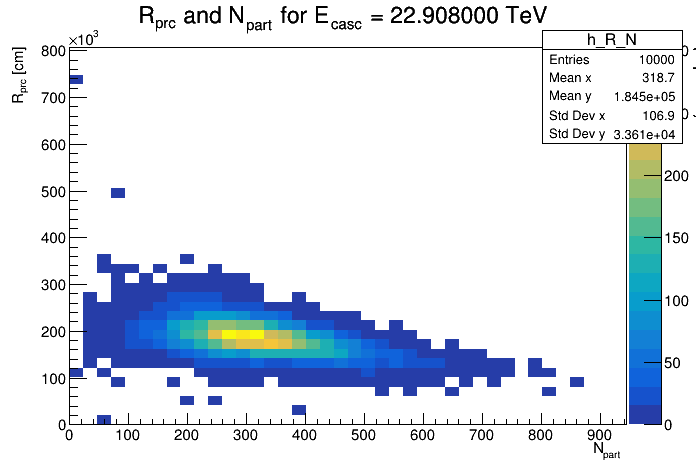 R_prc and N_part for E_casc = 22.908000 TeV
×10³
R_prc [cm]
h_R_N
Entries 10000
Mean x 318.7
Mean y 1.845e+05
Std Dev x 106.9
Std Dev y 3.361e+04
800
700
600
500
400
300
200
100
0
200
150
100
50
0
0 100 200 300 400 500 600 700 800 900
N_part